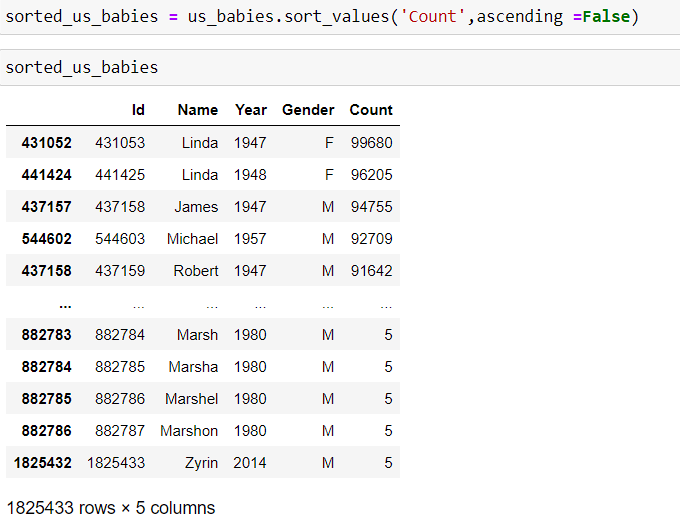 sorted_us_babies = us_babies.sort_values('Count',ascending =False)
sorted_us_babies
Id Name Year Gender Count
431052 431053 Linda 1947 F 99680
441424 441425 Linda 1948 F 96205
437157 437158 James 1947 M 94755
544602 544603 Michael 1957 M 92709
437158 437159 Robert 1947 M 91642
... ... ... ... ... ...
882783 882784 Marsh 1980 M 5
882784 882785 Marsha 1980 M 5
882785 882786 Marshel 1980 M 5
882786 882787 Marshon 1980 M 5
1825432 1825433 Zyrin 2014 M 5
1825433 rows × 5 columns